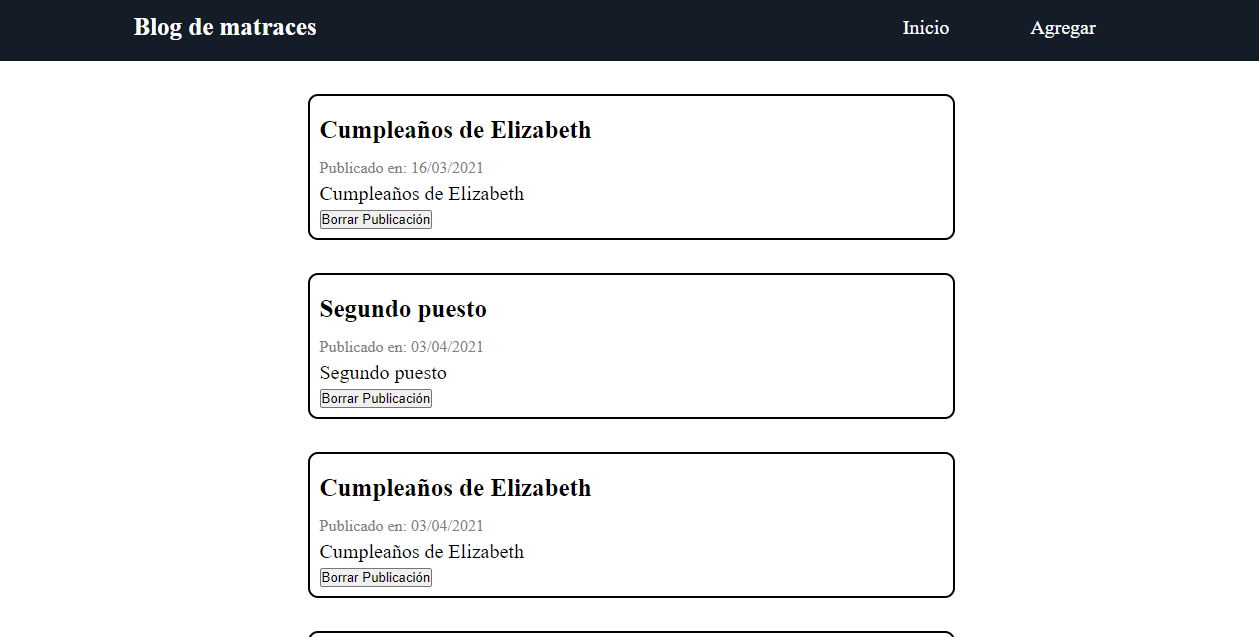 Blog de matraces
Inicio
Agregar
Cumpleaños de Elizabeth
Publicado en: 16/03/2021
Cumpleaños de Elizabeth
Borrar Publicación
Segundo puesto
Publicado en: 03/04/2021
Segundo puesto
Borrar Publicación
Cumpleaños de Elizabeth
Publicado en: 03/04/2021
Cumpleaños de Elizabeth
Borrar Publicación